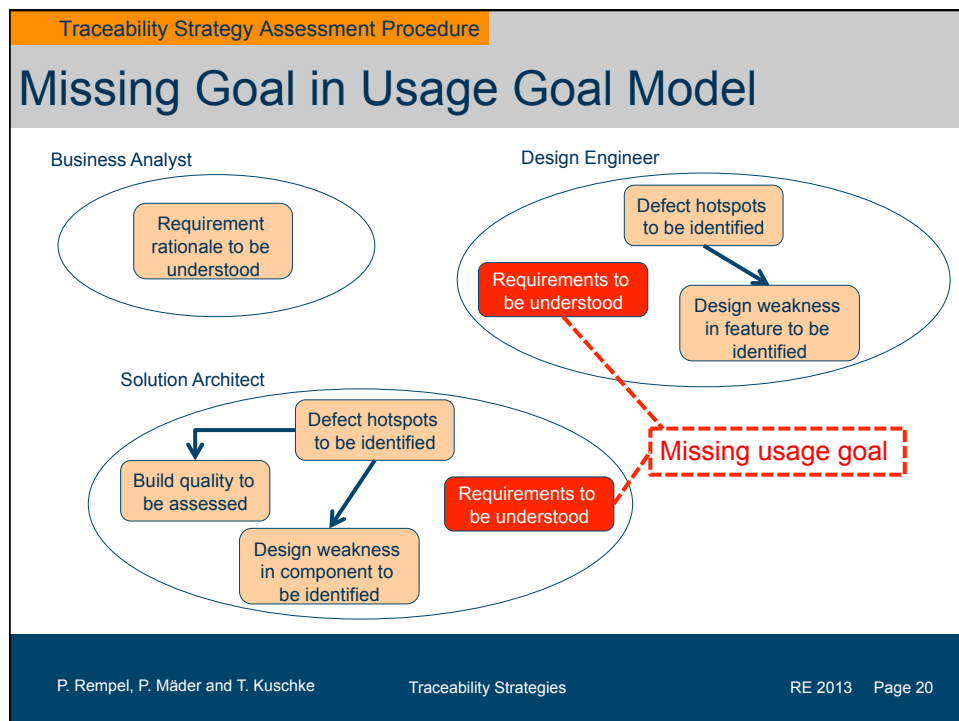 Traceability Strategy Assessment Procedure
Missing Goal in Usage Goal Model
Business Analyst
Requirement
rationale to be
understood
Design Engineer
Defect hotspots
to be identified
Requirements to
be understood
Design weakness
in feature to be
identified
Solution Architect
Defect hotspots
to be identified
Build quality to
be assessed
Requirements to
be understood
Design weakness
in component to
be identified
Missing usage goal
P. Rempel, P. Mäder and T. Kuschke
Traceability Strategies
RE 2013 Page 20